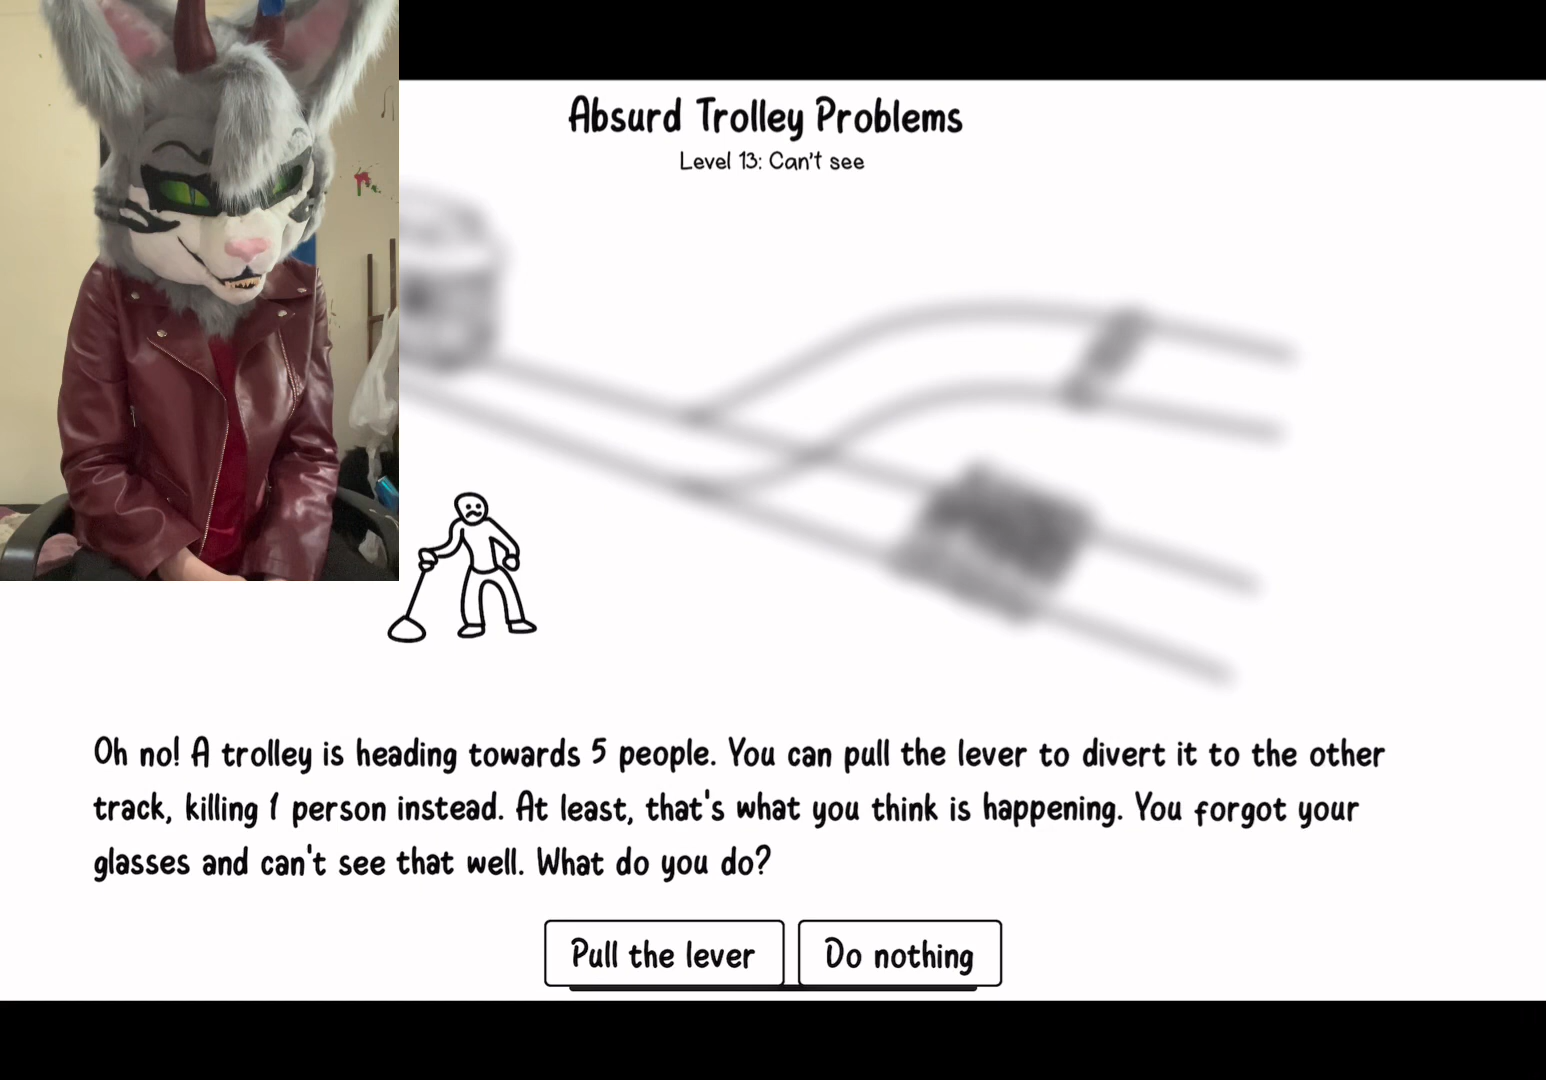 Absurd Trolley Problems
Level 13: Can't see
Oh no! A trolley is heading towards 5 people. You can pull the lever to divert it to the other
track, killing 1 person instead. At least, that's what you think is happening. You forgot your
glasses and can't see that well. What do you do?
Pull the lever
Do nothing